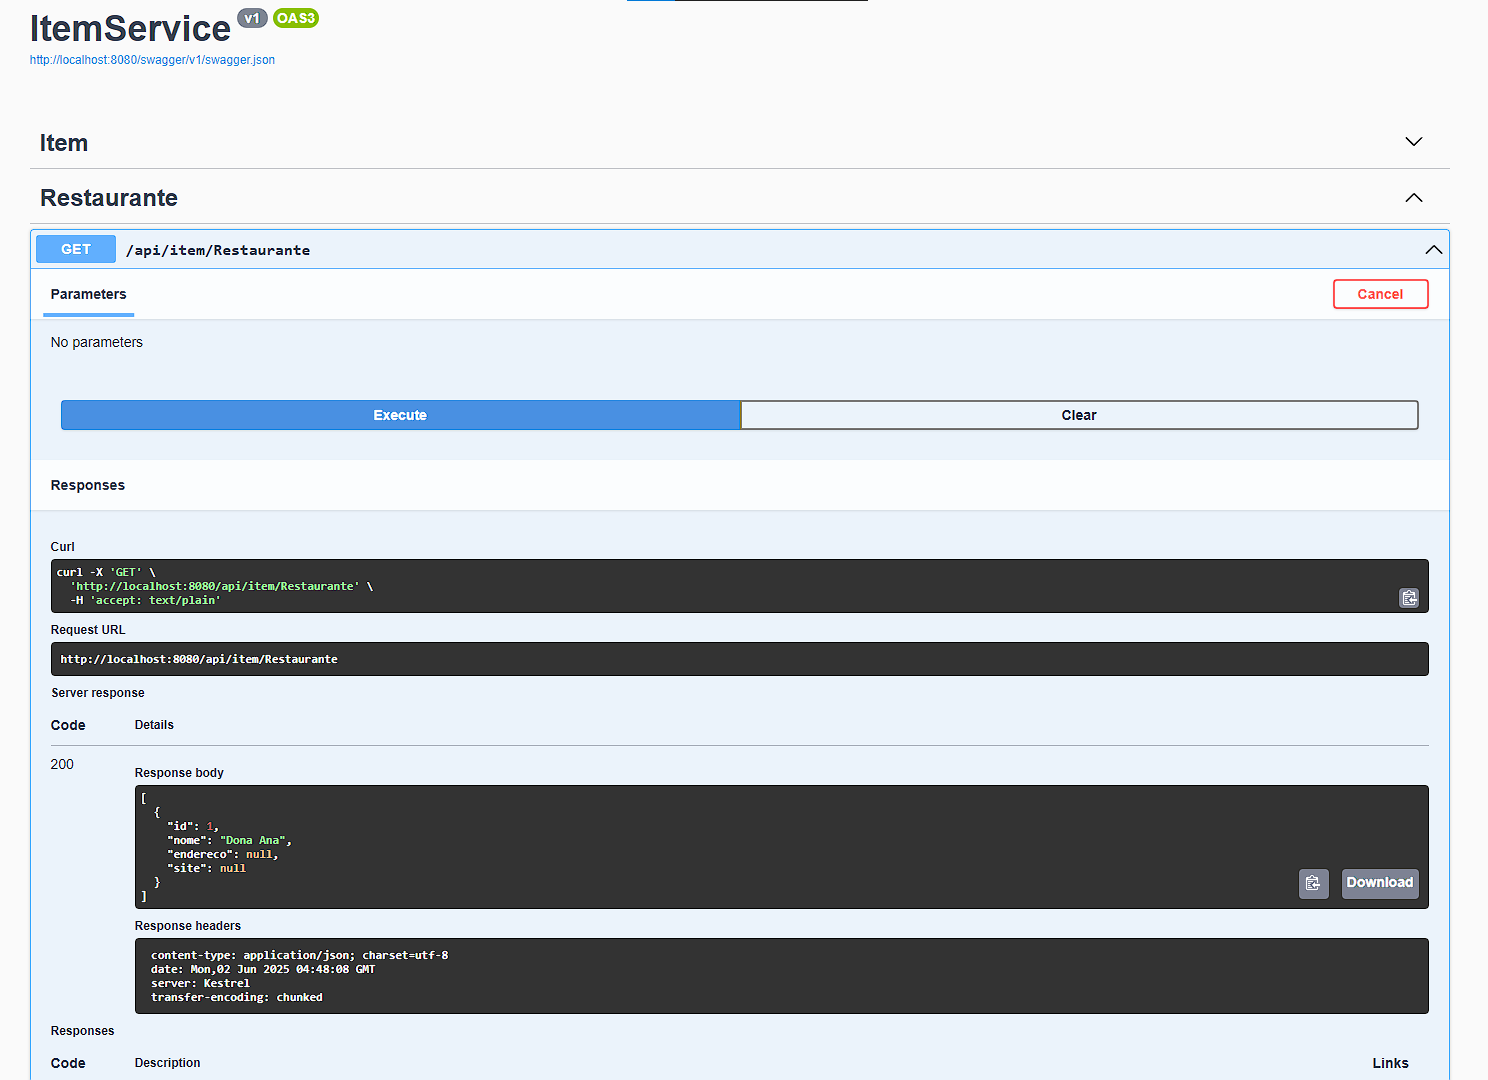 ItemService v1 OAS3
http://localhost:8080/swagger/v1/swagger.json
Item
Restaurante
GET /api/item/Restaurante
Parameters
Cancel
No parameters
Execute
Clear
Responses
Curl
curl -X 'GET' \
'http://localhost:8080/api/item/Restaurante' \
-H 'accept: text/plain'
Request URL
http://localhost:8080/api/item/Restaurante
Server response
Code Details
200
Response body
[
{
"id": 1,
"nome": "Dona Ana",
"endereco": null,
"site": null
}
]
Download
Response headers
content-type: application/json; charset=utf-8
date: Mon,02 Jun 2025 04:48:08 GMT
server: Kestrel
transfer-encoding: chunked
Responses
Code Description Links